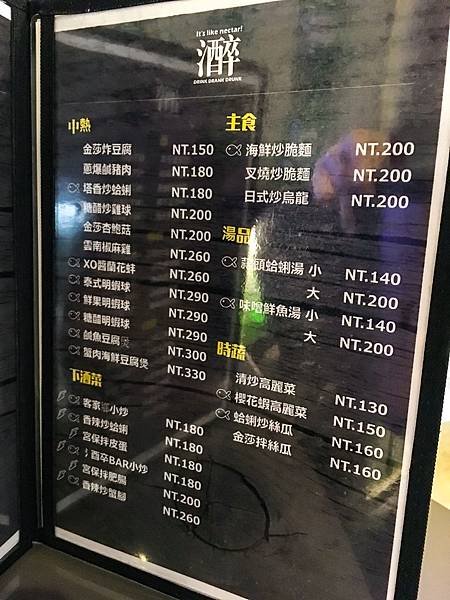 It's like nectar!
酒醉
DRINK DRANK DRUNK
熱
金莎炸豆腐 NT.150
蔥爆鹹豬肉 NT.180
塔香炒蛤蜊 NT.180
糖醋炒雞球 NT.200
金莎杏鮑菇 NT.200
雲南椒麻雞 NT.260
XO醬蘭花蚌 NT.260
泰式明蝦球 NT.290
鮮果明蝦球 NT.290
糖醋明蝦球 NT.290
鹹魚豆腐煲 NT.300
蟹肉海鮮豆腐煲 NT.330
下酒菜
客家小炒 NT.180
香辣炒蛤蜊 NT.180
宮保拌皮蛋 NT.180
氵酉卒BAR小炒 NT.180
宮保拌肥腸 NT.200
香辣炒蟹腳 NT.260
主食
海鮮炒脆麵 NT.200
叉燒炒脆麵 NT.200
日式炒烏龍 NT.200
湯品
蒜頭蛤蜊湯 小 NT.140
大 NT.200
味噌鮮魚湯 小 NT.140
大 NT.200
時蔬
清炒高麗菜 NT.130
櫻花蝦高麗菜 NT.150
蛤蜊炒絲瓜 NT.160
金莎拌絲瓜 NT.160